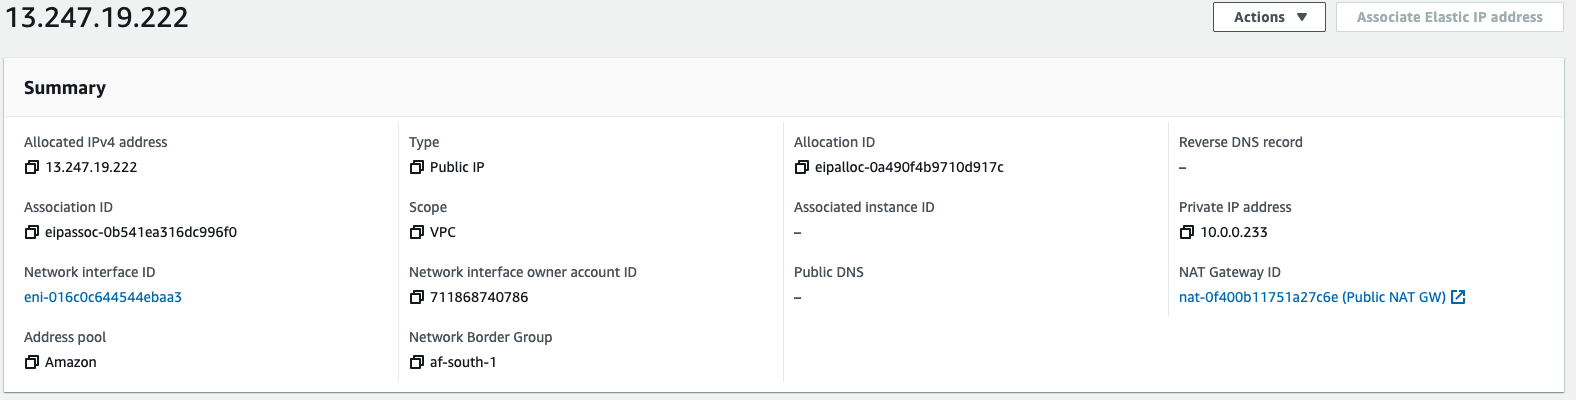 13.247.19.222
Actions
Associate Elastic IP address
Summary
Allocated IPv4 address
13.247.19.222
Type
Public IP
Allocation ID
eipalloc-0a490f4b9710d917c
Reverse DNS record
–
Association ID
eipassoc-0b541ea316dc996f0
Scope
VPC
Associated instance ID
–
Private IP address
10.0.0.233
Network interface ID
eni-016c0c644544ebaa3
Network interface owner account ID
711868740786
Public DNS
–
NAT Gateway ID
nat-0f400b11751a27c6e (Public NAT GW)
Address pool
Amazon
Network Border Group
af-south-1